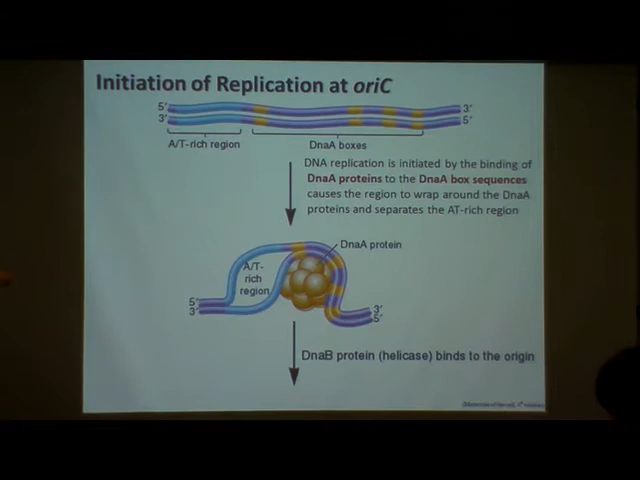 Initiation of Replication at oriC
5′ 3′
3′ 5′
A/T-rich region DnaA boxes
DNA replication is initiated by the binding of
DnaA proteins to the DnaA box sequences
causes the region to wrap around the DnaA
proteins and separates the AT-rich region
DnaA protein
A/T-
rich
region
5′ 3′
3′ 5′
DnaB protein (helicase) binds to the origin